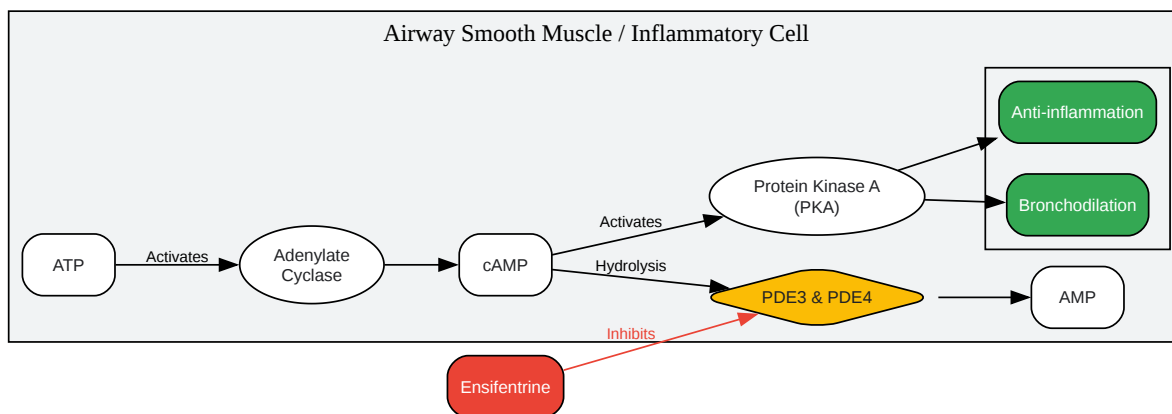 Airway Smooth Muscle / Inflammatory Cell
Anti-inflammation
Protein Kinase A
(PKA)
Bronchodilation
Activates
ATP
Activates
Adenylate
Cyclase
cAMP
Hydrolysis
PDE3 & PDE4
AMP
Inhibits
Ensifentrine